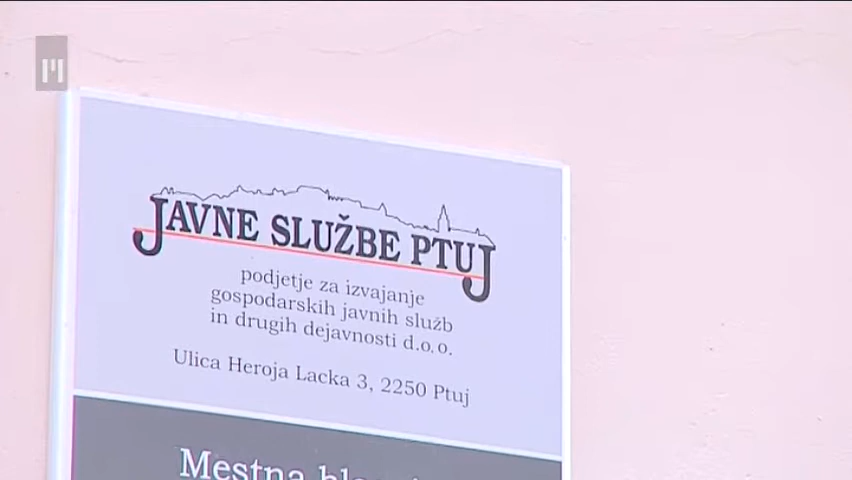 JAVNE SLUŽBE PTUJ
podjetje za izvajanje
gospodarskih javnih služb
in drugih dejavnosti d.o.o.
Ulica Heroja Lacka 3, 2250 Ptuj
Mestna